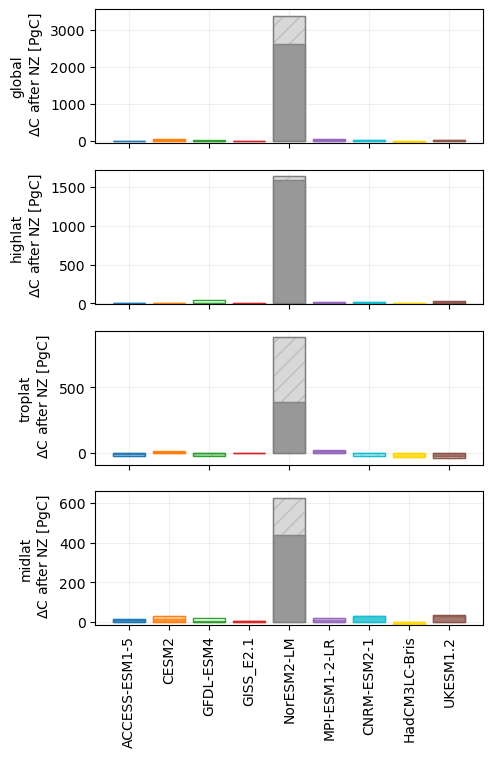 global
ΔC after NZ [PgC]
3000
2000
1000
0
highlat
ΔC after NZ [PgC]
1500
1000
500
0
troplat
ΔC after NZ [PgC]
500
0
midlat
ΔC after NZ [PgC]
600
400
200
0
ACCESS-ESM1-5
CESM2
GFDL-ESM4
GISS_E2.1
NorESM2-LM
MPI-ESM1-2-LR
CNRM-ESM2-1
HadCM3LC-Bris
UKESM1.2